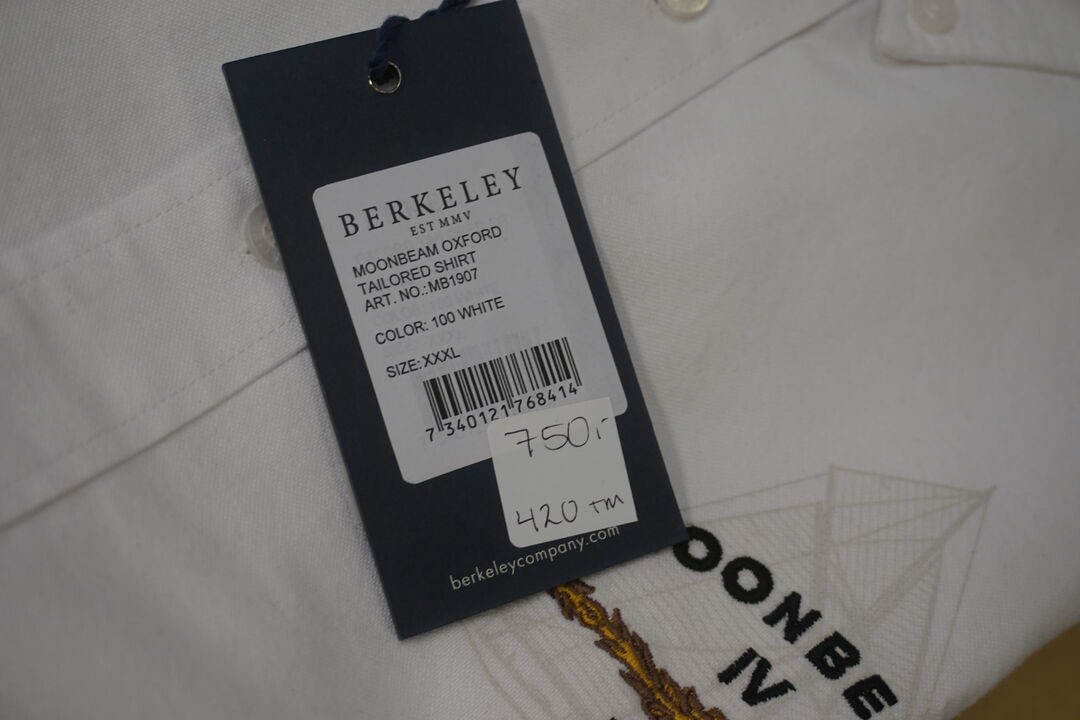 BERKELEY
EST MMV
MOONBEAM OXFORD
TAILORED SHIRT
ART. NO.:MB1907
COLOR: 100 WHITE
SIZE: XXXL
7 340121 768414
750,-
420 tm
berkeleycompany.com
OONBE
IV